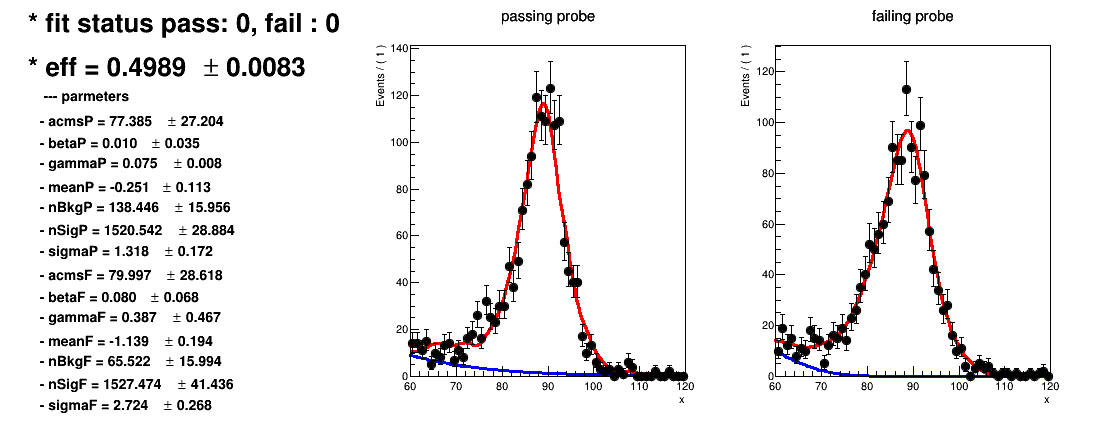 * fit status pass: 0, fail : 0
* eff = 0.4989 ± 0.0083
--- parmeters
- acmsP = 77.385 ± 27.204
- betaP = 0.010 ± 0.035
- gammaP = 0.075 ± 0.008
- meanP = -0.251 ± 0.113
- nBkgP = 138.446 ± 15.956
- nSigP = 1520.542 ± 28.884
- sigmaP = 1.318 ± 0.172
- acmsF = 79.997 ± 28.618
- betaF = 0.080 ± 0.068
- gammaF = 0.387 ± 0.467
- meanF = -1.139 ± 0.194
- nBkgF = 65.522 ± 15.994
- nSigF = 1527.474 ± 41.436
- sigmaF = 2.724 ± 0.268
passing probe
Events / ( 1 )
140
120
100
80
60
40
20
0
60 70 80 90 100 110 120
x
failing probe
Events / ( 1 )
120
100
80
60
40
20
0
60 70 80 90 100 110 120
x